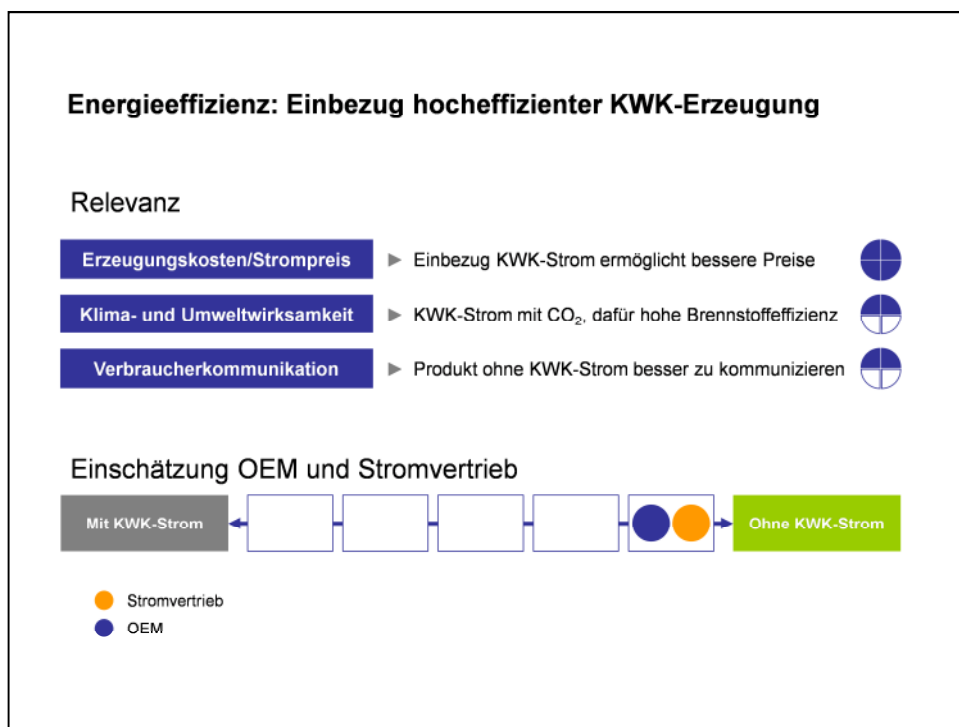 Energieeffizienz: Einbezug hocheffizienter KWK-Erzeugung
Relevanz
Erzeugungskosten/Strompreis
Einbezug KWK-Strom ermöglicht bessere Preise
Klima- und Umweltwirksamkeit
KWK-Strom mit CO₂, dafür hohe Brennstoffeffizienz
Verbraucherkommunikation
Produkt ohne KWK-Strom besser zu kommunizieren
Einschätzung OEM und Stromvertrieb
Mit KWK-Strom
Ohne KWK-Strom
Stromvertrieb
OEM